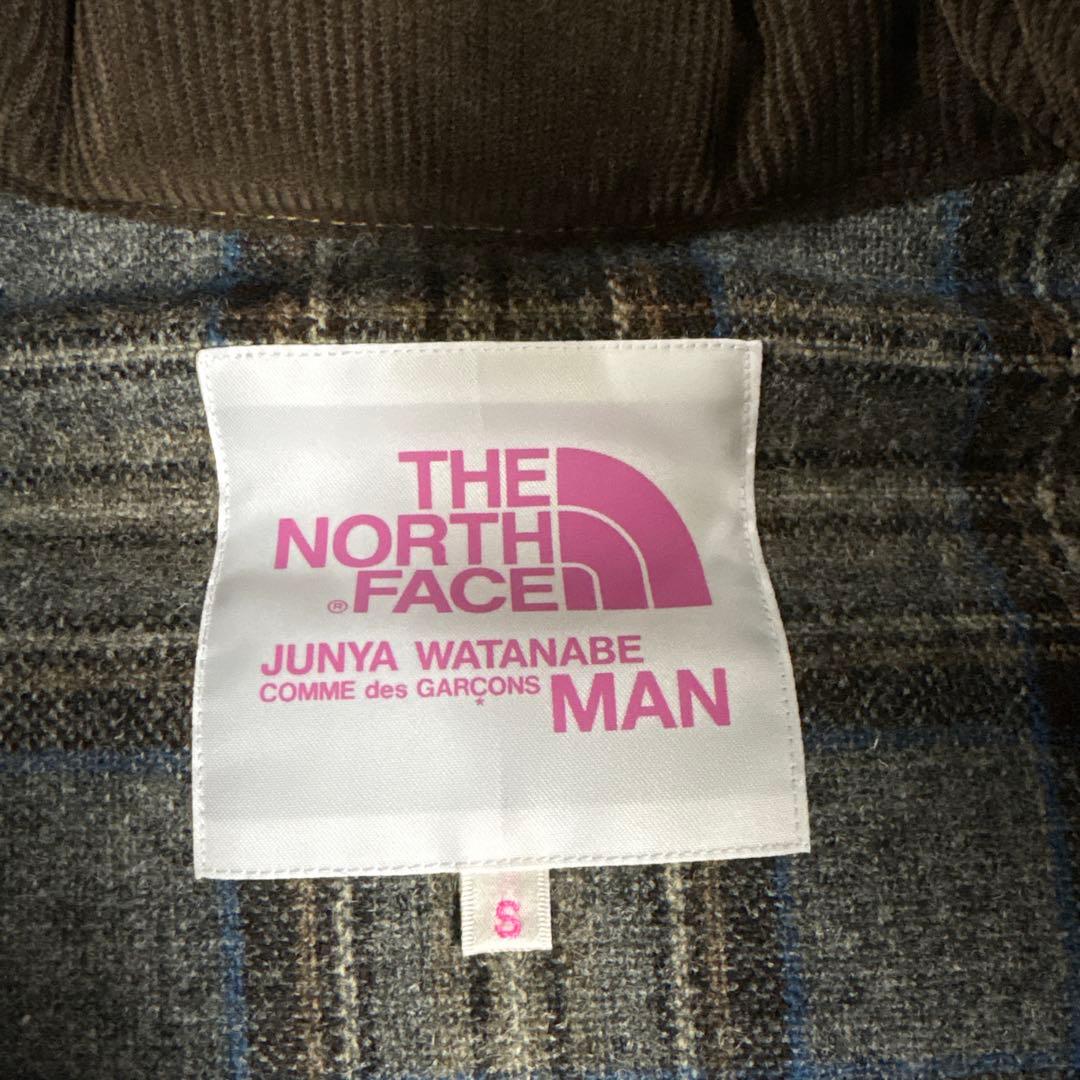 THE
NORTH
® FACE
JUNYA WATANABE
COMME des GARÇONS MAN
S